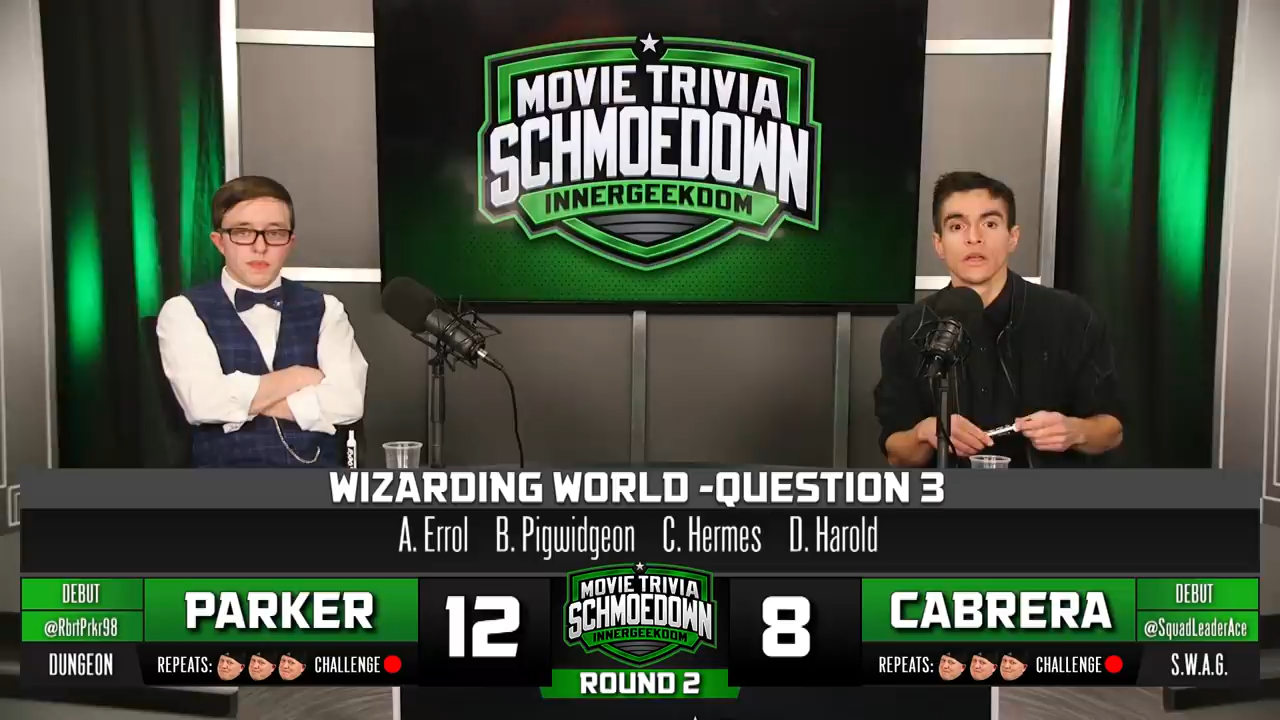 MOVIE TRIVIA
SCHMOEDOWN
INNERGEEKDOM
WIZARDING WORLD -QUESTION 3
A. Errol B. Pigwidgeon C. Hermes D. Harold
DEBUT
@RbrtPrkr98
DUNGEON
PARKER
REPEATS: CHALLENGE
12
MOVIE TRIVIA
SCHMOEDOWN
INNERGEEKDOM
ROUND 2
8
CABRERA
REPEATS: CHALLENGE
DEBUT
@SquadLeaderAce
S.W.A.G.